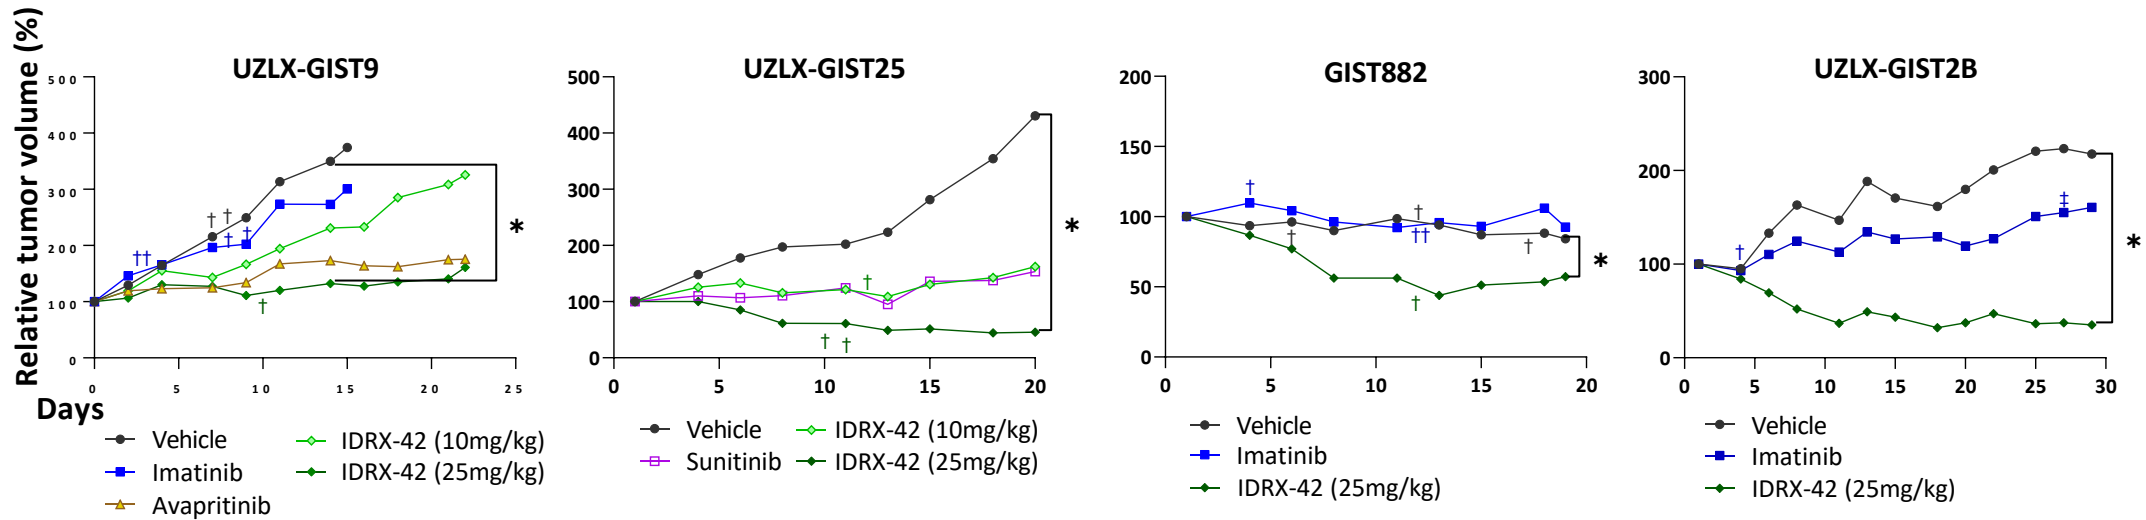 Relative tumor volume (%)
Days
UZLX-GIST9
500
400
300
200
100
0
0 5 10 15 20 25
††
† †
†
†
†
*
Vehicle
Imatinib
Avapritinib
IDRX-42 (10mg/kg)
IDRX-42 (25mg/kg)
UZLX-GIST25
500
400
300
200
100
0
0 5 10 15 20
†
† †
*
Vehicle
Sunitinib
IDRX-42 (10mg/kg)
IDRX-42 (25mg/kg)
GIST882
200
150
100
50
0
0 5 10 15 20
†
†
†
††
†
†
*
Vehicle
Imatinib
IDRX-42 (25mg/kg)
UZLX-GIST2B
300
200
100
0
0 5 10 15 20 25 30
†
‡
*
Vehicle
Imatinib
IDRX-42 (25mg/kg)